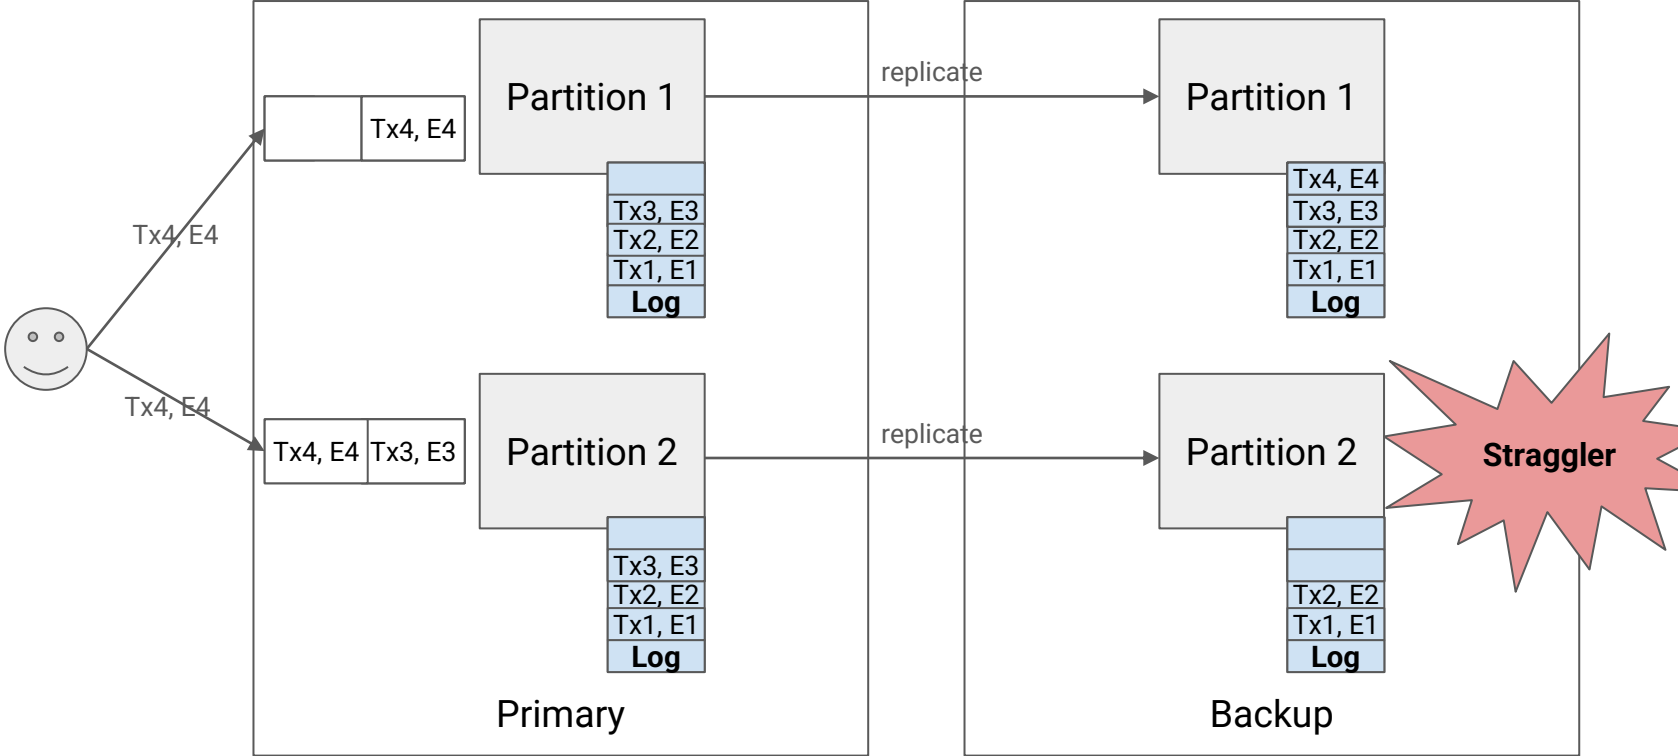 Partition 1
replicate
Partition 1
Tx4, E4
Tx4, E4
Tx3, E3
Tx2, E2
Tx1, E1
Log
Tx4, E4
Tx3, E3
Tx2, E2
Tx1, E1
Log
Tx4, E4
Tx4, E4 Tx3, E3
Partition 2
replicate
Partition 2
Straggler
Tx3, E3
Tx2, E2
Tx1, E1
Log
Tx2, E2
Tx1, E1
Log
Primary
Backup